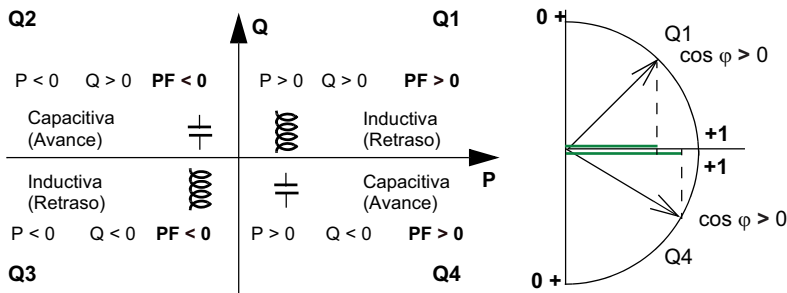 Q2
Q
Q1
P < 0 Q > 0 PF < 0
P > 0 Q > 0 PF > 0
Capacitiva
(Avance)
Inductiva
(Retraso)
P
Inductiva
(Retraso)
Capacitiva
(Avance)
P < 0 Q < 0 PF < 0
P > 0 Q < 0 PF > 0
Q3
Q4
0 +
Q1
cos φ > 0
+1
+1
cos φ > 0
Q4
0 +